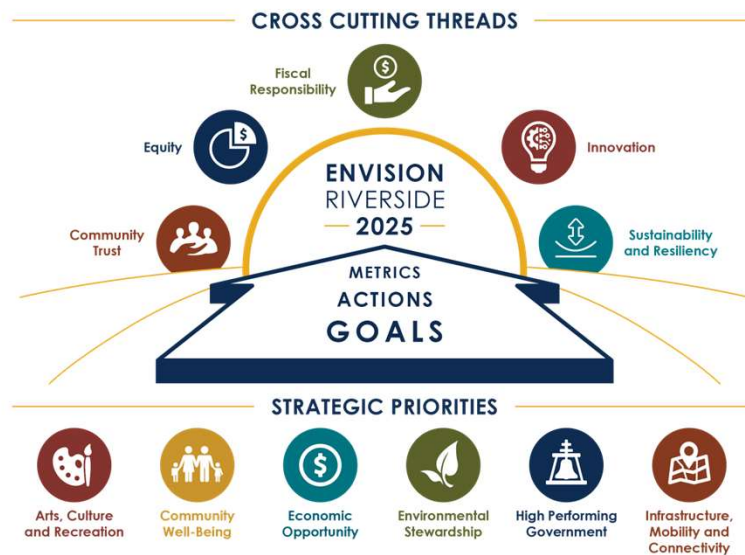 CROSS CUTTING THREADS
Fiscal
Responsibility
$
$
Equity
Innovation
Community
Trust
Sustainability
and Resiliency
ENVISION
RIVERSIDE
2025
METRICS
ACTIONS
GOALS
STRATEGIC PRIORITIES
$
Arts, Culture
and Recreation
Community
Well-Being
Economic
Opportunity
Environmental
Stewardship
High Performing
Government
Infrastructure,
Mobility and
Connectivity